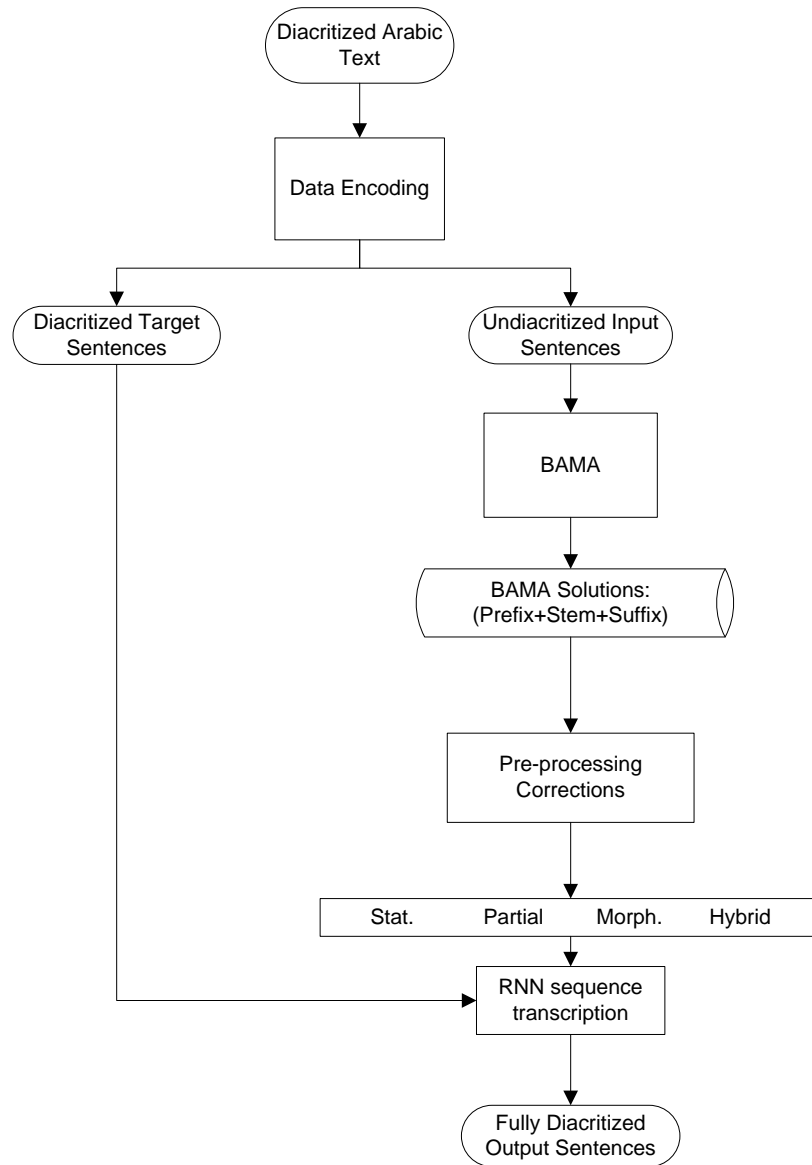 Diacritized Arabic
Text
Data Encoding
Diacritized Target
Sentences
Undiacritized Input
Sentences
BAMA
BAMA Solutions:
(Prefix+Stem+Suffix)
Pre-processing
Corrections
Stat. Partial Morph. Hybrid
RNN sequence
transcription
Fully Diacritized
Output Sentences